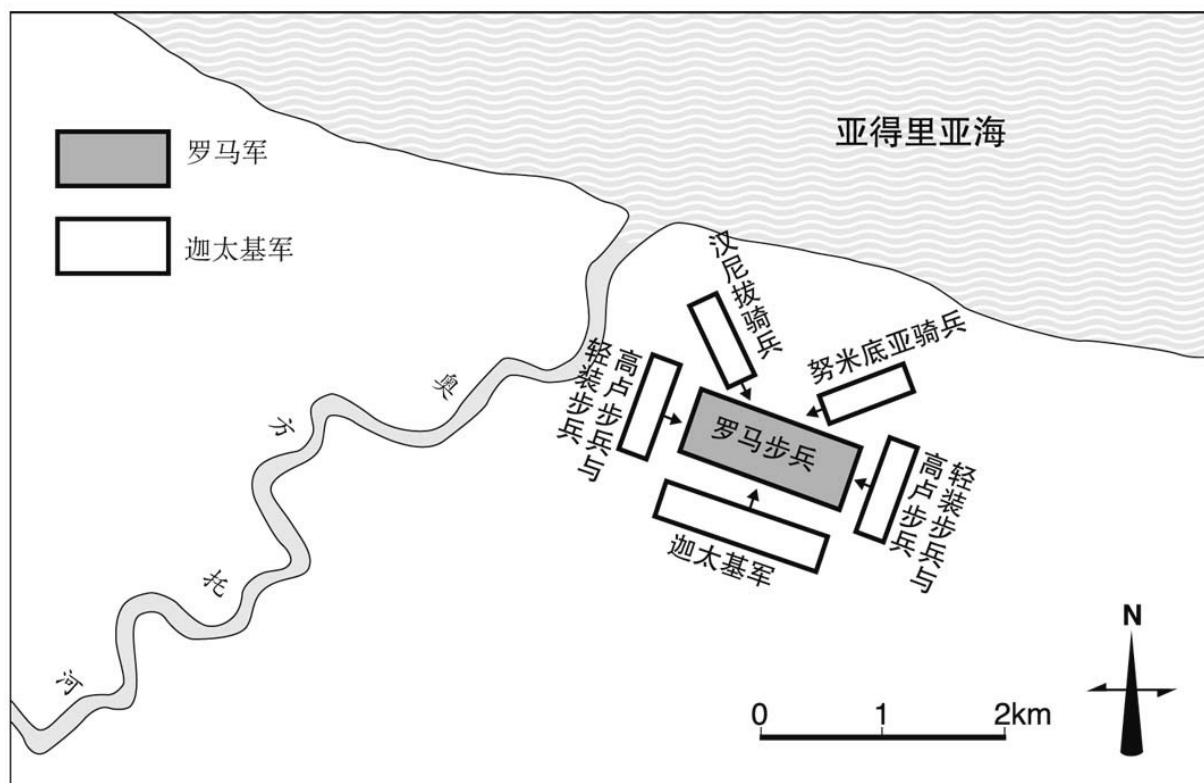 亚得里亚海
罗马军
迦太基军
汉尼拔骑兵
努米底亚骑兵
高卢步兵与
轻装步兵
罗马步兵
轻装步兵与
高卢步兵
迦太基军
奥方托河
N
0 1 2km